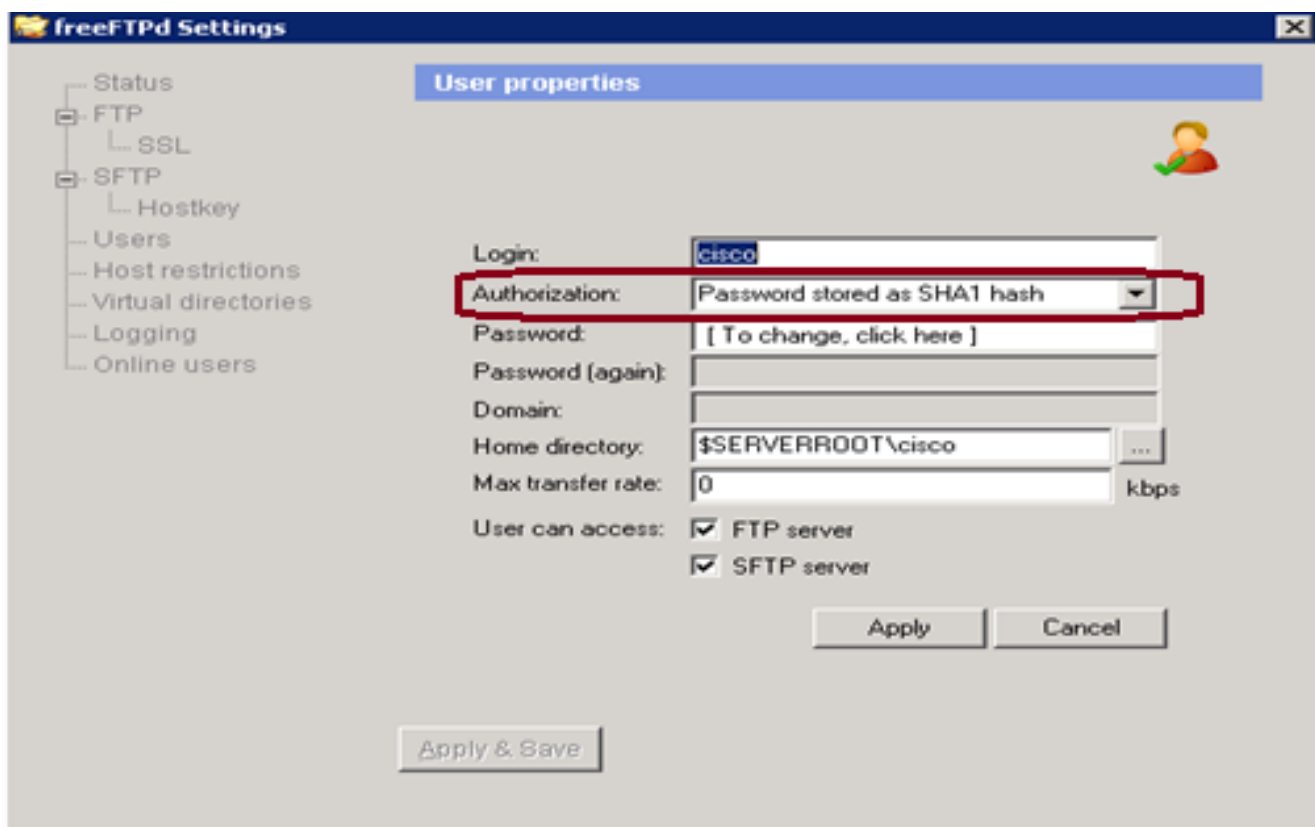 freeFTPd Settings
Status
FTP
SSL
SFTP
Hostkey
Users
Host restrictions
Virtual directories
Logging
Online users
User properties
Login: cisco
Authorization: Password stored as SHA1 hash
Password: [ To change, click here ]
Password (again):
Domain:
Home directory: $SERVERROOT\cisco ...
Max transfer rate: 0 kbps
User can access: FTP server
SFTP server
Apply Cancel
Apply & Save